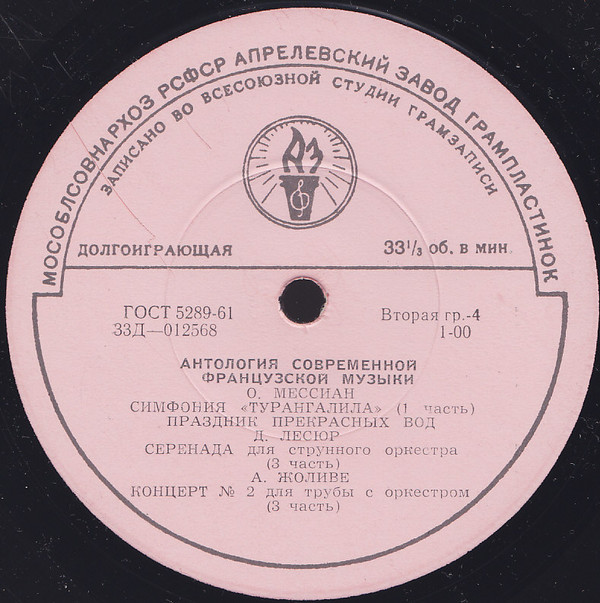 МОСОБЛСОВНАРХОЗ РСФСР АПРЕЛЕВСКИЙ ЗАВОД ГРАМПЛАСТИНОК
ЗАПИСАНО ВО ВСЕСОЮЗНОЙ СТУДИИ ГРАМЗАПИСИ
АЗ
ДОЛГОИГРАЮЩАЯ 33 1/3 об. в мин.
ГОСТ 5289-61 Вторая гр.-4
33Д—012568 1-00
АНТОЛОГИЯ СОВРЕМЕННОЙ
ФРАНЦУЗСКОЙ МУЗЫКИ
О. МЕССИАН
СИМФОНИЯ «ТУРАНГАЛИЛА» (1 часть)
ПРАЗДНИК ПРЕКРАСНЫХ ВОД
Д. ЛЕСЮР
СЕРЕНАДА для струнного оркестра
(3 часть)
А. ЖОЛИВЕ
КОНЦЕРТ № 2 для трубы с оркестром
(3 часть)